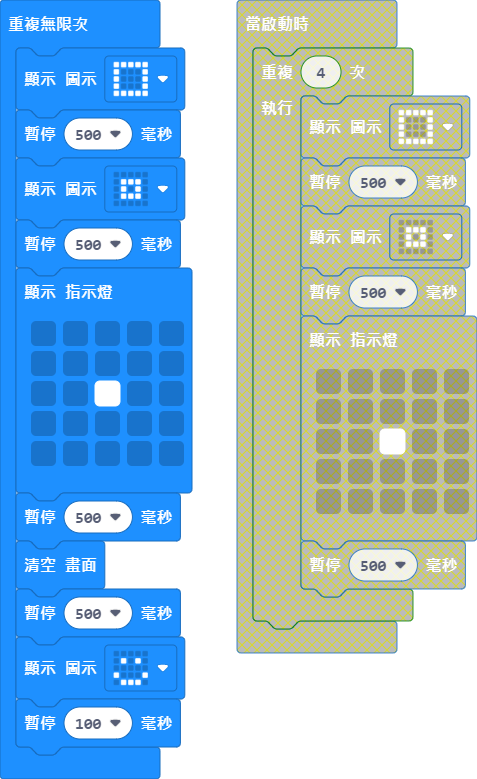 重複無限次
顯示 圖示
暫停 500 毫秒
顯示 圖示
暫停 500 毫秒
顯示 指示燈
暫停 500 毫秒
清空 畫面
暫停 500 毫秒
顯示 圖示
暫停 100 毫秒
當啟動時
重複 4 次
執行
顯示 圖示
暫停 500 毫秒
顯示 圖示
暫停 500 毫秒
顯示 指示燈
暫停 500 毫秒